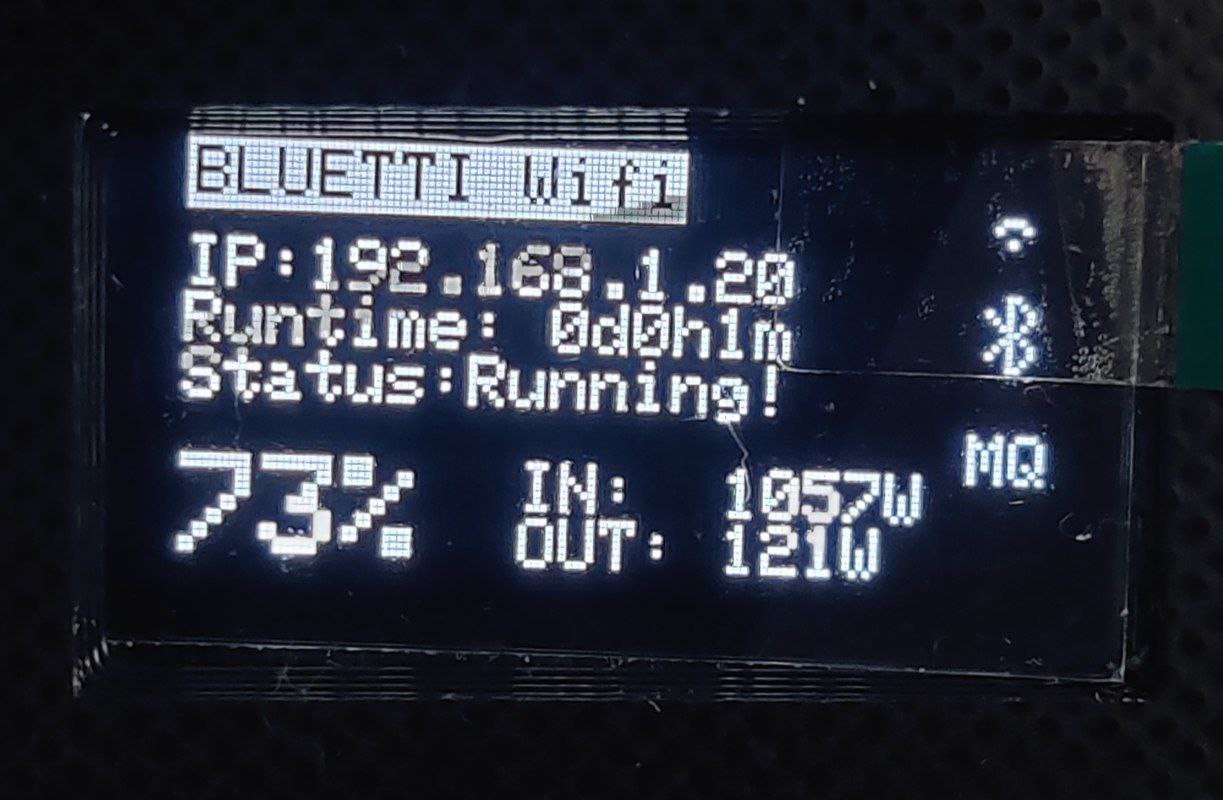 BLUETTI Wifi
IP:192.168.1.20
Runtime: 0d0h1m
Status:Running!
MQ
73% IN: 1057W
OUT: 121W